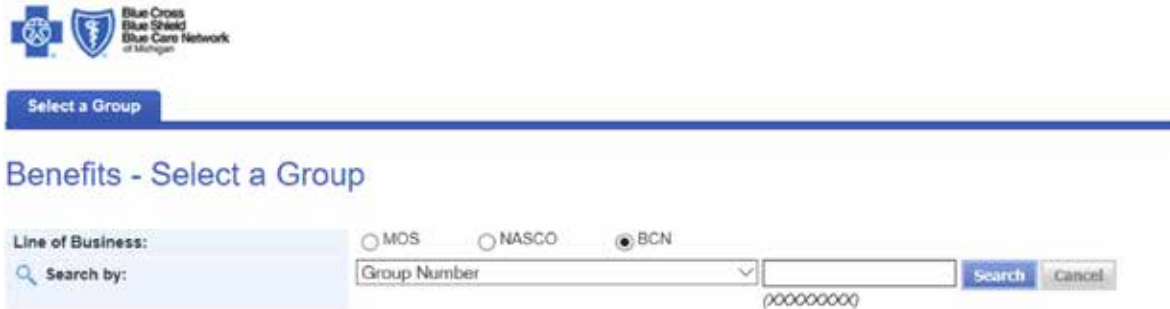 Blue Cross
Blue Shield
Blue Care Network
of Michigan
Select a Group
Benefits - Select a Group
Line of Business: MOS NASCO BCN
Search by: Group Number Search Cancel
(XXXXXXXXX)